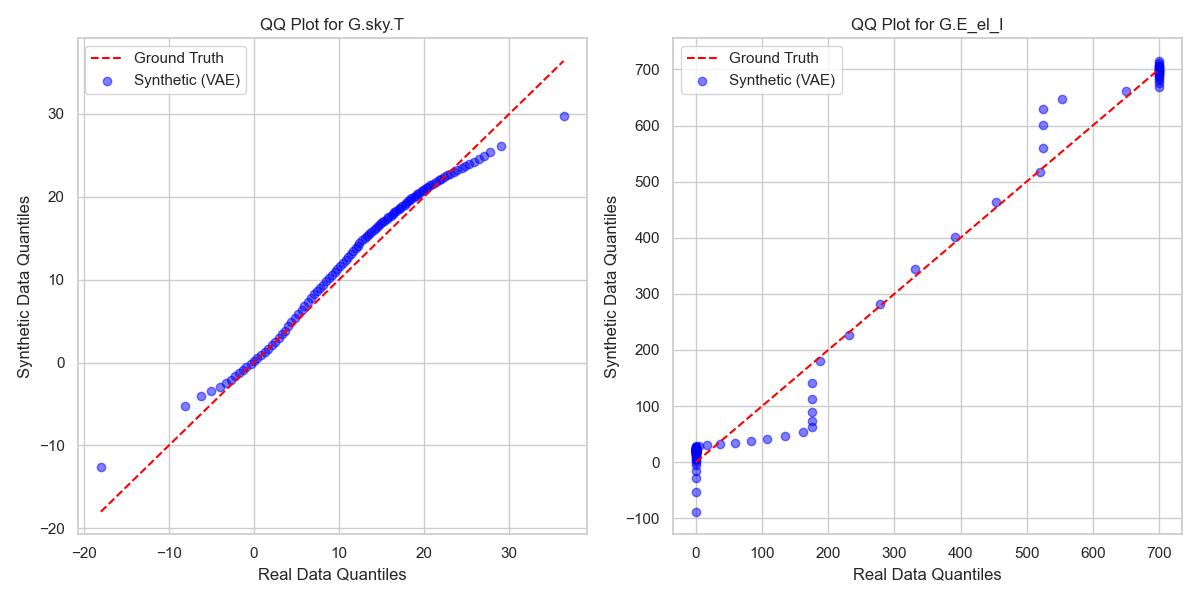 QQ Plot for G.sky.T
Ground Truth
Synthetic (VAE)
30
20
10
0
−10
−20
Synthetic Data Quantiles
−20 −10 0 10 20 30
Real Data Quantiles
QQ Plot for G.E_el_I
Ground Truth
Synthetic (VAE)
700
600
500
400
300
200
100
0
−100
Synthetic Data Quantiles
0 100 200 300 400 500 600 700
Real Data Quantiles